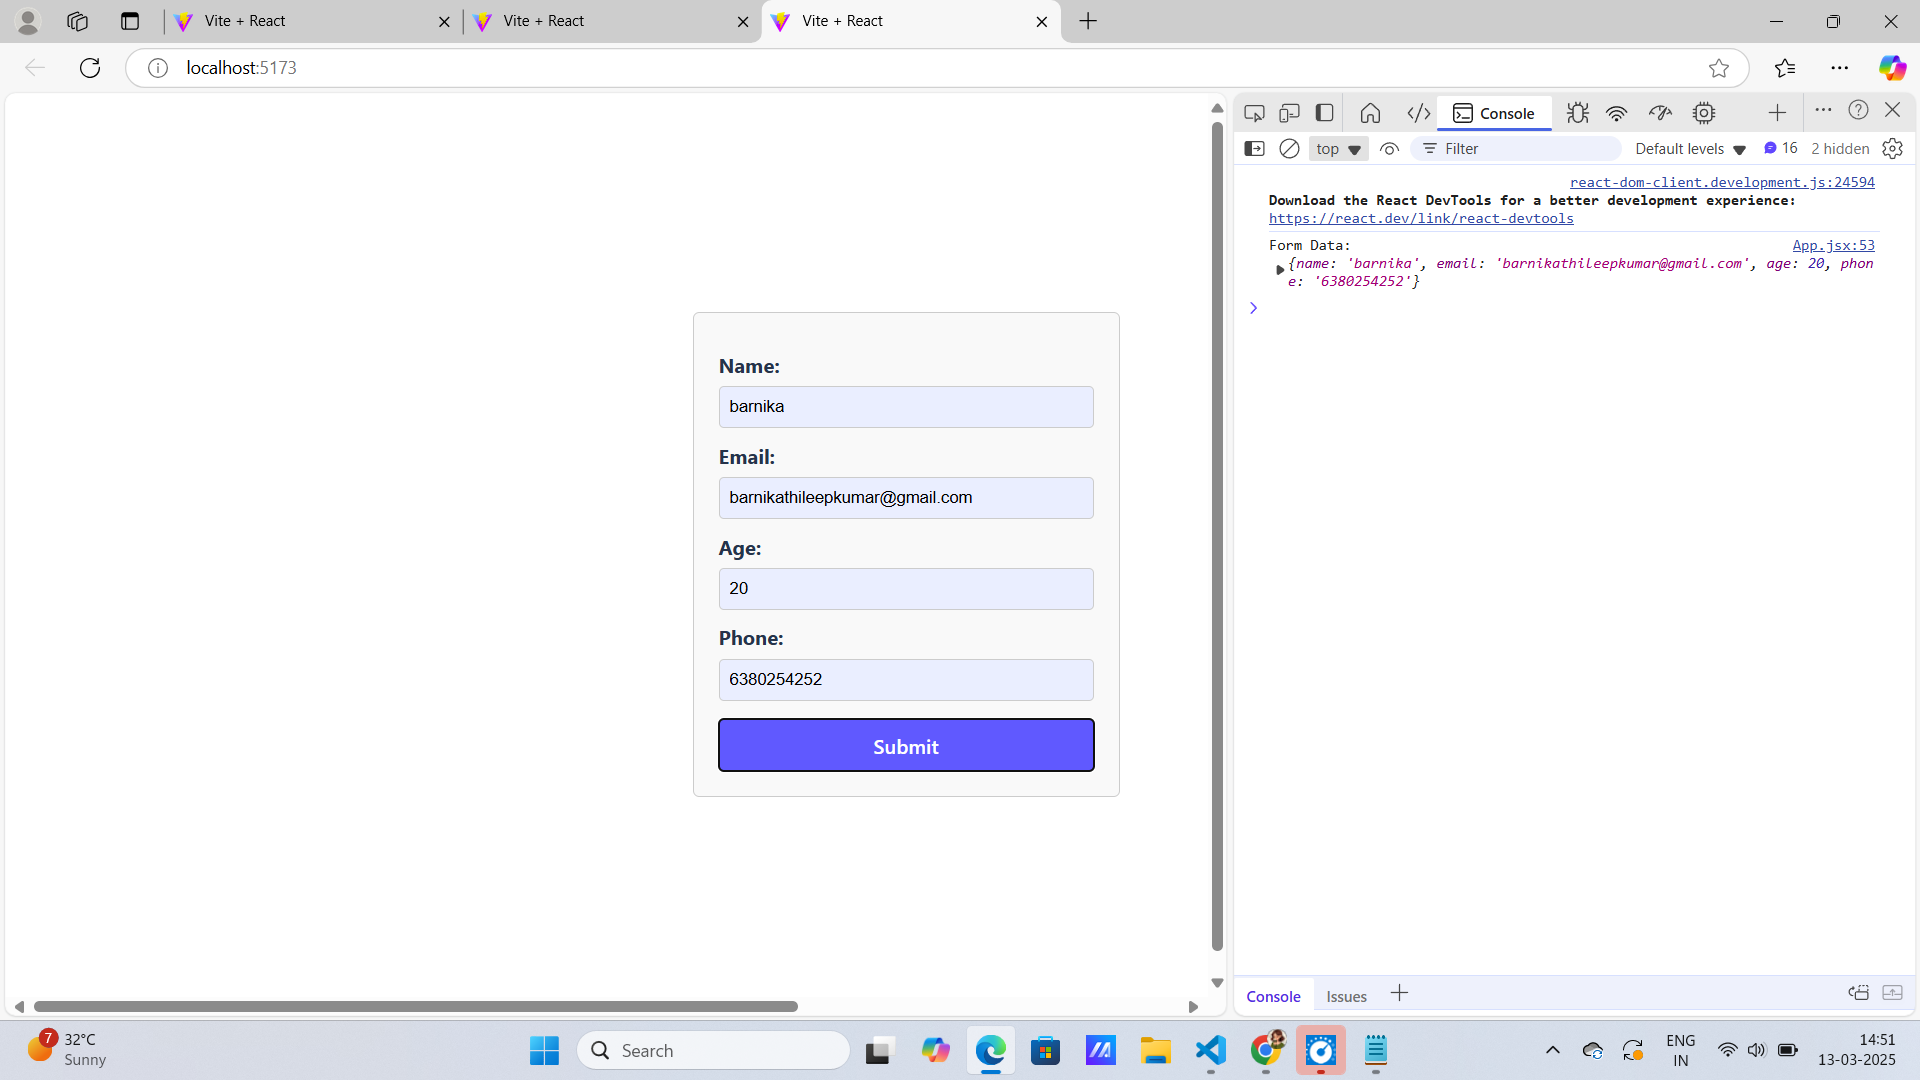 Vite + React
Vite + React
Vite + React
localhost:5173
Console
top
Filter
Default levels
16
2 hidden
react-dom-client.development.js:24594
Download the React DevTools for a better development experience:
https://react.dev/link/react-devtools
Form Data:
App.jsx:53
{name: 'barnika', email: 'barnikathileepkumar@gmail.com', age: 20, phon
e: '6380254252'}
Name:
barnika
Email:
barnikathileepkumar@gmail.com
Age:
20
Phone:
6380254252
Submit
Console
Issues
7
32°C
Sunny
Search
ENG
IN
14:51
13-03-2025